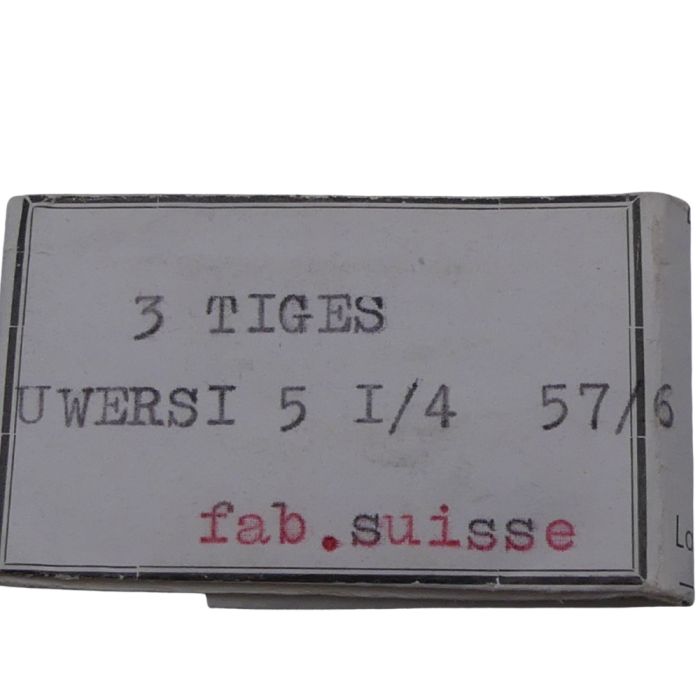 3 TIGES
UWERSI 5 I/4 57/6
fab.suisse